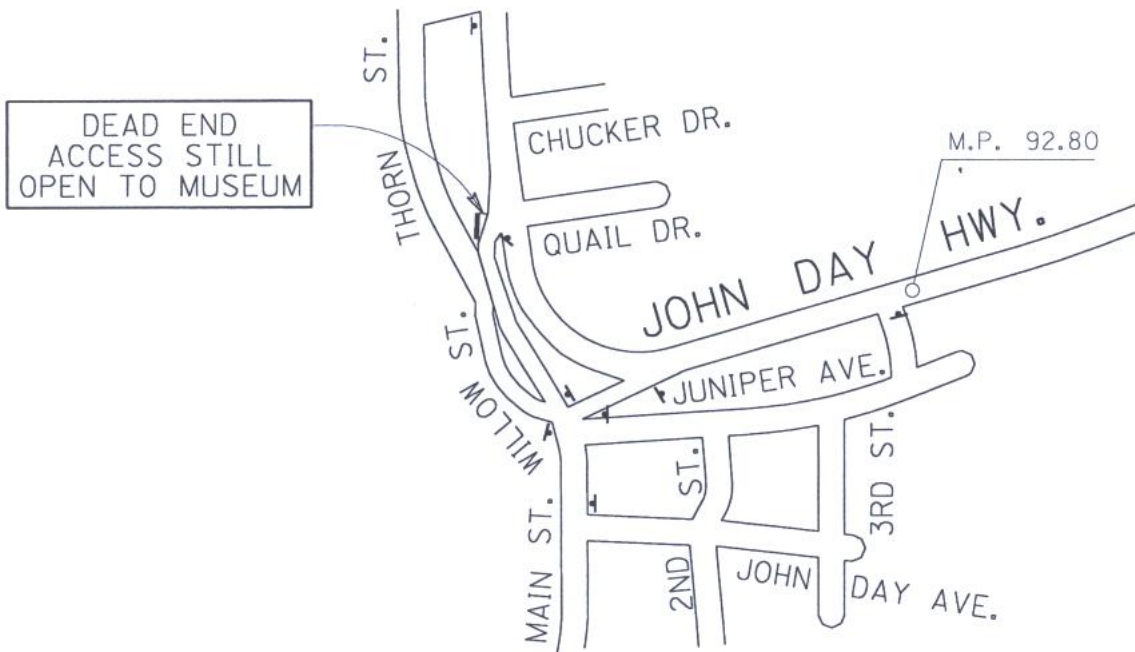 ST.
DEAD END
ACCESS STILL
OPEN TO MUSEUM
CHUCKER DR.
M.P. 92.80
THORN
QUAIL DR.
JOHN DAY HWY.
WILLOW ST.
JUNIPER AVE.
MAIN ST.
2ND ST.
3RD ST.
JOHN DAY AVE.